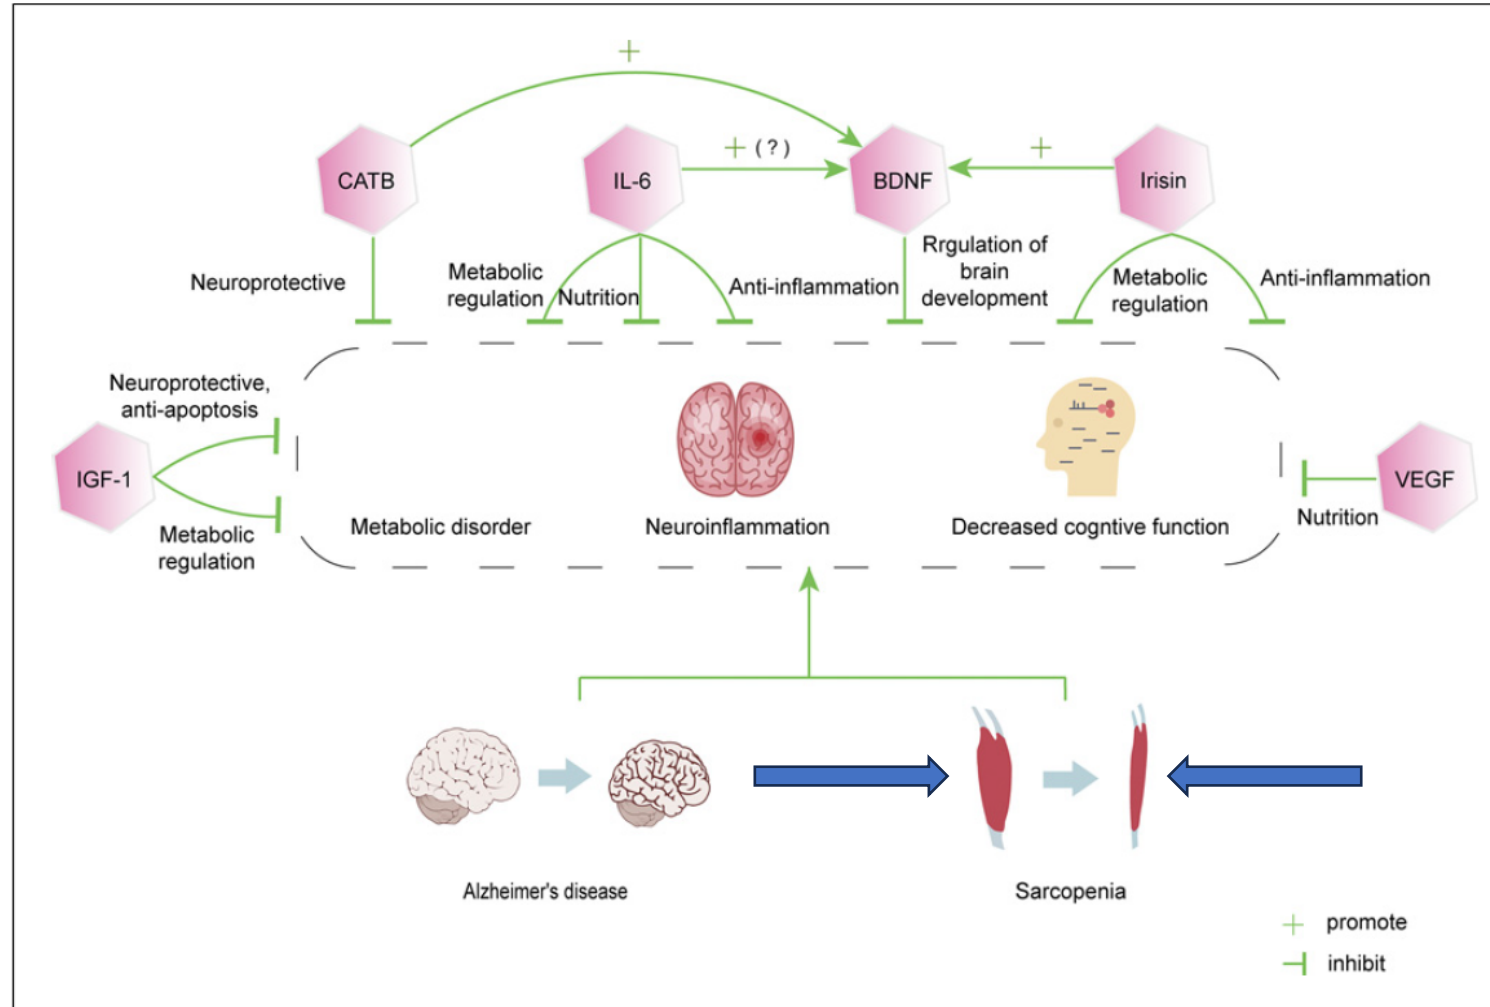 +
CATB
IL-6
+ (?)
BDNF
+
Irisin
Neuroprotective
Metabolic
regulation
Nutrition
Anti-inflammation
Rrgulation of
brain
development
Metabolic
regulation
Anti-inflammation
Neuroprotective,
anti-apoptosis
IGF-1
Metabolic
regulation
Metabolic disorder
Neuroinflammation
Decreased cogntive function
VEGF
Nutrition
Alzheimer's disease
Sarcopenia
+ promote
inhibit